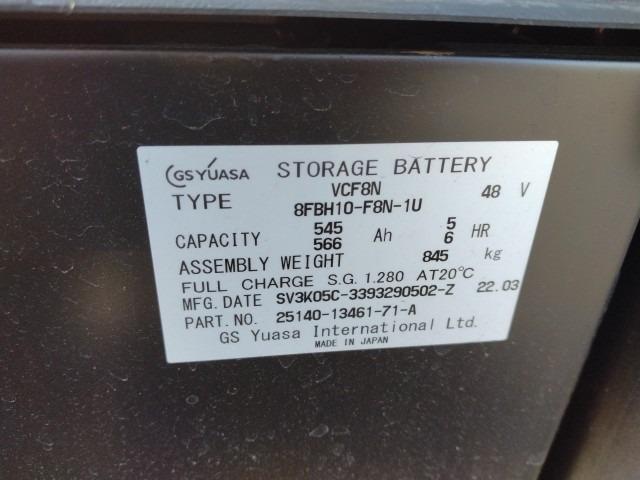 GS YUASA STORAGE BATTERY
TYPE VCF8N 48 V
8FBH10-F8N-1U
CAPACITY 545 Ah 5 HR
566 6
ASSEMBLY WEIGHT 845 kg
FULL CHARGE S.G. 1.280 AT20℃
MFG.DATE SV3K05C-3393290502-Z 22.03
PART.NO. 25140-13461-71-A
GS Yuasa International Ltd.
MADE IN JAPAN